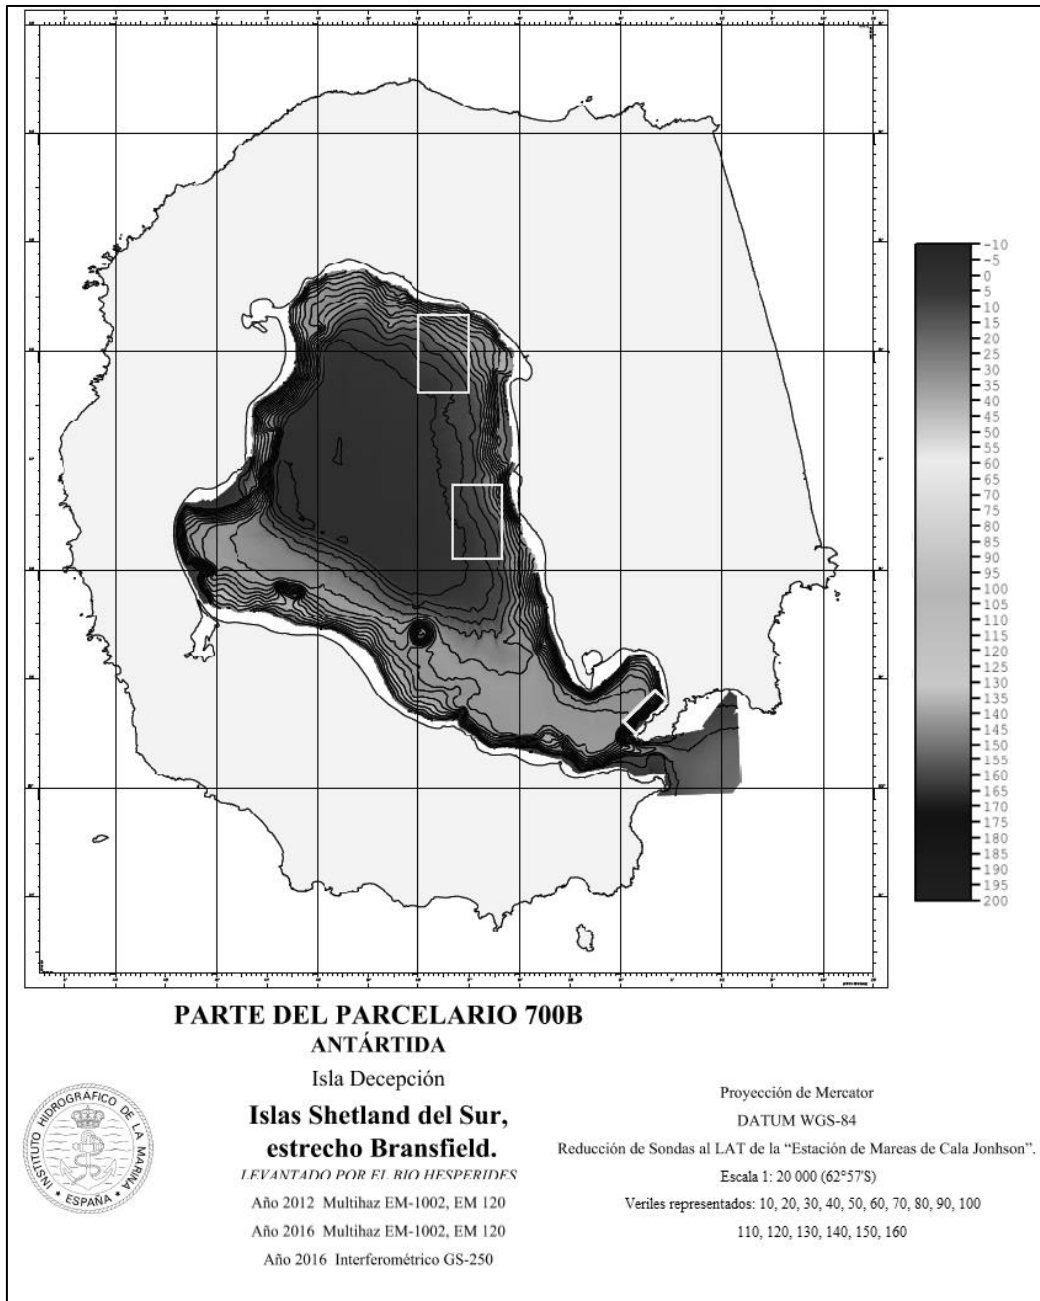 -10
-5
0
5
10
15
20
25
30
35
40
45
50
55
60
65
70
75
80
85
90
95
100
105
110
115
120
125
130
135
140
145
150
155
160
165
170
175
180
185
190
195
200
PARTE DEL PARCELARIO 700B
ANTÁRTIDA
Isla Decepción
Islas Shetland del Sur,
estrecho Bransfield.
LEVANTADO POR EL BIO HESPERIDES
Año 2012 Multihaz EM-1002, EM 120
Año 2016 Multihaz EM-1002, EM 120
Año 2016 Interferométrico GS-250
INSTITUTO HIDROGRÁFICO DE LA MARINA
• ESPAÑA •
Proyección de Mercator
DATUM WGS-84
Reducción de Sondas al LAT de la “Estación de Mareas de Cala Jonhson”.
Escala 1: 20 000 (62°57'S)
Veriles representados: 10, 20, 30, 40, 50, 60, 70, 80, 90, 100
110, 120, 130, 140, 150, 160